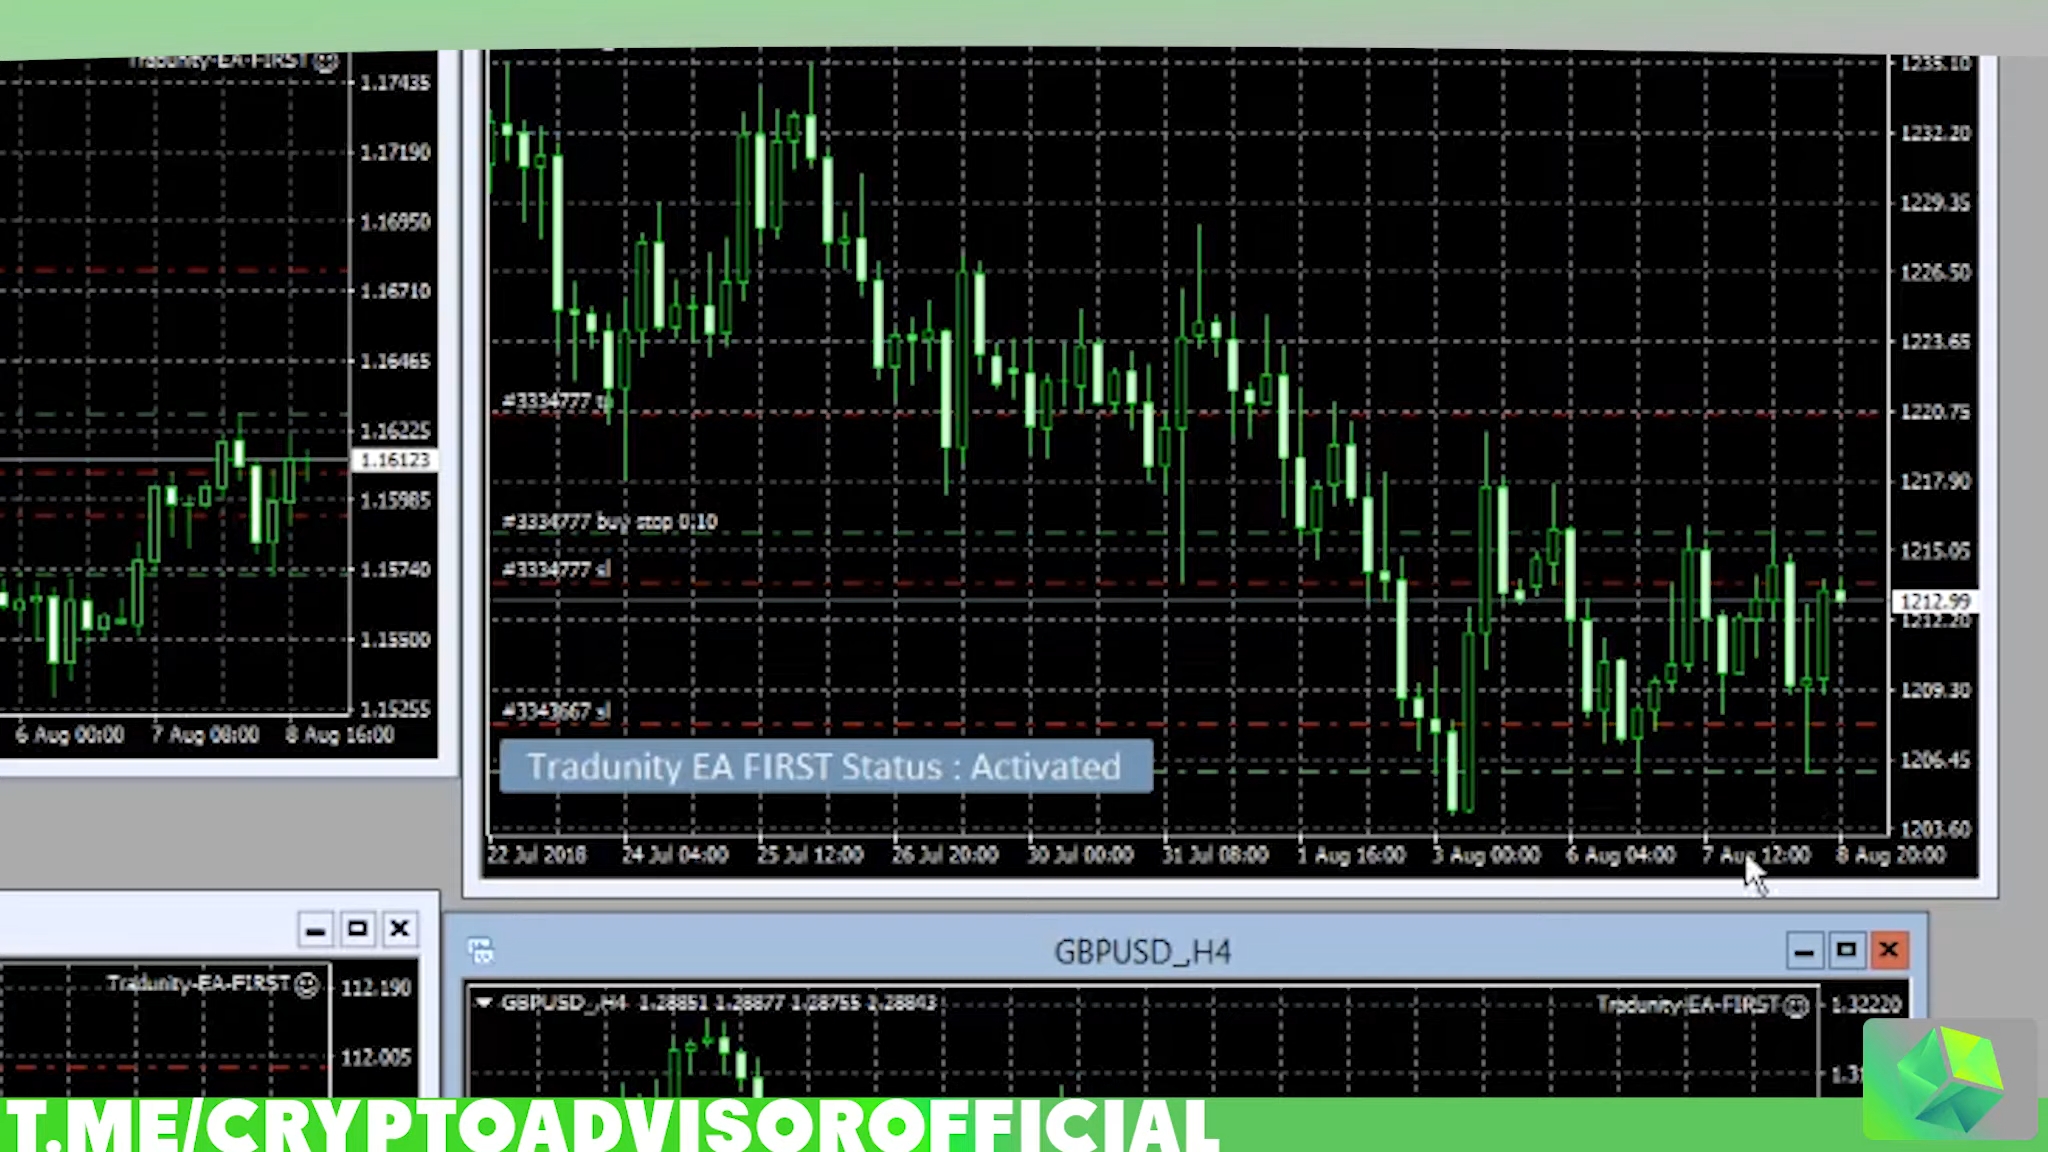 Tradunity-EA-FIRST
1.17435
1.17190
1.16950
1.16710
1.16465
1.16225
1.16123
1.15985
1.15740
1.15500
1.15255
6 Aug 00:00 7 Aug 08:00 8 Aug 16:00
1235.10
1232.20
1229.35
1226.50
1223.65
1220.75
1217.90
1215.05
1212.99
1212.20
1209.30
1206.45
1203.60
#3334777 tp
#3334777 buy stop 0.10
#3334777 sl
#3343667 sl
Tradunity EA FIRST Status : Activated
22 Jul 2018 24 Jul 04:00 25 Jul 12:00 26 Jul 20:00 30 Jul 00:00 31 Jul 08:00 1 Aug 16:00 3 Aug 00:00 6 Aug 04:00 7 Aug 12:00 8 Aug 20:00
Tradunity-EA-FIRST
112.190
112.005
GBPUSD_,H4
GBPUSD_,H4 1.28851 1.28877 1.28755 1.28843
Tradunity-EA-FIRST
1.32220
T.ME/CRYPTOADVISOROFFICIAL